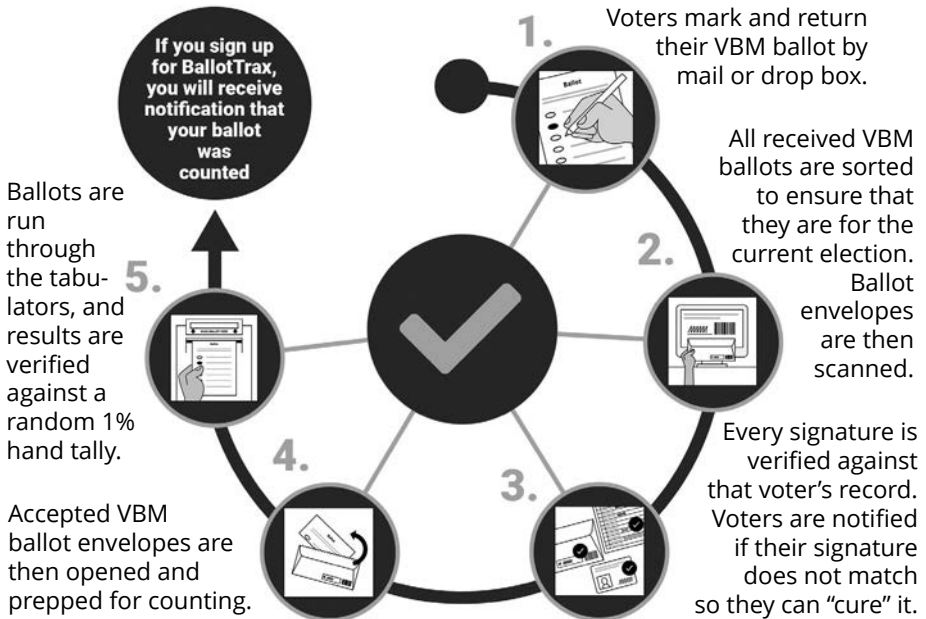 1.
Voters mark and return
their VBM ballot by
mail or drop box.
Ballot
2.
All received VBM
ballots are sorted
to ensure that
they are for the
current election.
Ballot
envelopes
are then
scanned.
3.
Every signature is
verified against
that voter’s record.
Voters are notified
if their signature
does not match
so they can “cure” it.
4.
Accepted VBM
ballot envelopes are
then opened and
prepped for counting.
5.
Ballots are
run
through
the tabu-
lators, and
results are
verified
against a
random 1%
hand tally.
If you sign up
for BallotTrax,
you will receive
notification that
your ballot
was
counted